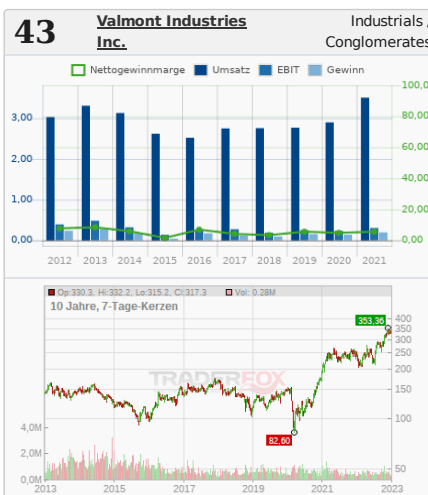 43
Valmont Industries
Inc.
Industrials /
Conglomerates
Nettogewinnmarge Umsatz EBIT Gewinn
100,00
3,00 80,00
60,00
2,00
40,00
1,00
20,00
0,00 0,00
2012 2013 2014 2015 2016 2017 2018 2019 2020 2021
Op:330.3, Hi:332.2, Lo:315.2, Cl:317.3 Vol: 0.28M
10 Jahre, 7-Tage-Kerzen
353,36
400
350
300
250
200
TRADERFOX
150
100
82,60
4,0M
2,0M
50
0,0M
2013 2015 2017 2019 2021 2023